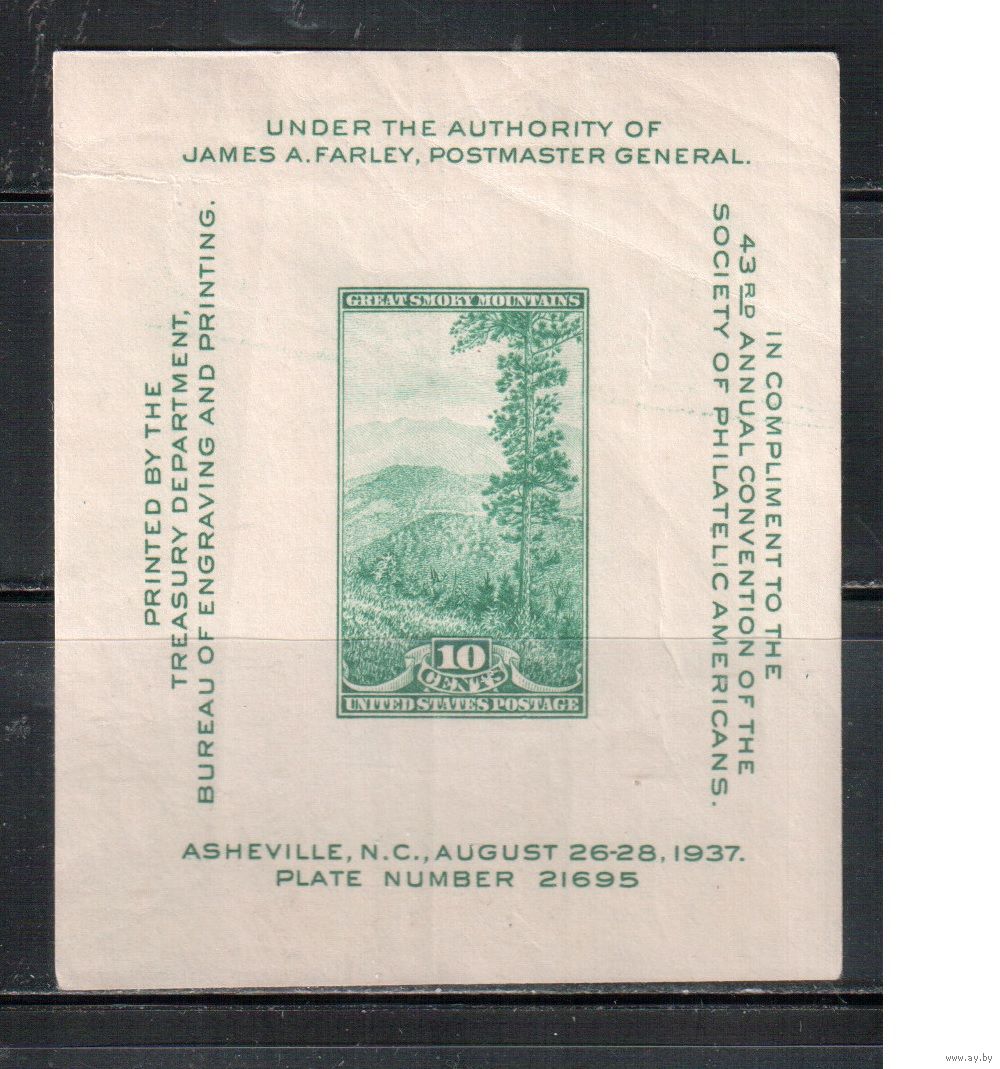 UNDER THE AUTHORITY OF
JAMES A. FARLEY, POSTMASTER GENERAL.
PRINTED BY THE
TREASURY DEPARTMENT,
BUREAU OF ENGRAVING AND PRINTING.
GREAT SMOKY MOUNTAINS
10
CENTS
UNITED STATES POSTAGE
IN COMPLIMENT TO THE
43RD ANNUAL CONVENTION OF THE
SOCIETY OF PHILATELIC AMERICANS.
ASHEVILLE, N.C., AUGUST 26-28, 1937.
PLATE NUMBER 21695
www.ay.by